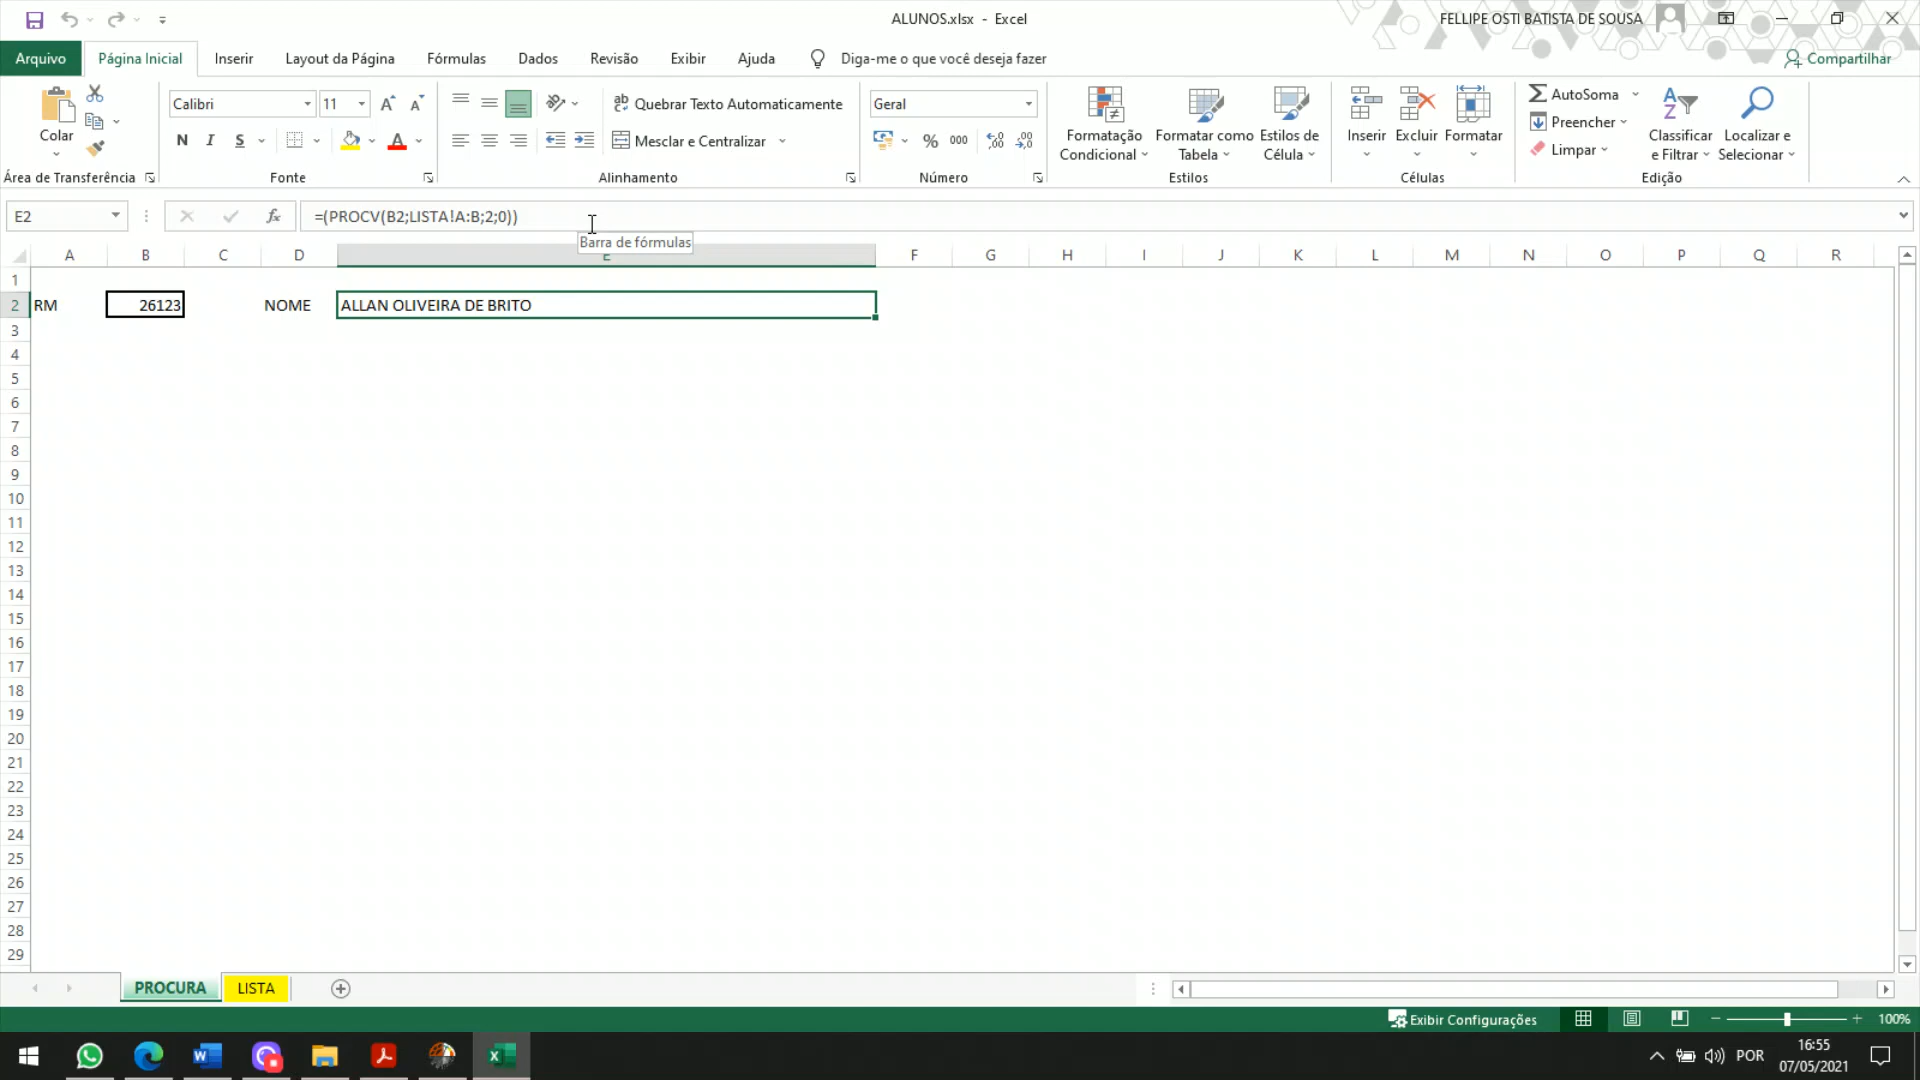 ALUNOS.xlsx - Excel
FELLIPE OSTI BATISTA DE SOUSA
Arquivo
Página Inicial
Inserir
Layout da Página
Fórmulas
Dados
Revisão
Exibir
Ajuda
Diga-me o que você deseja fazer
Compartilhar
Colar
Área de Transferência
Calibri
11
N
I
S
Fonte
Quebrar Texto Automaticamente
Mesclar e Centralizar
Alinhamento
Geral
% 000
Número
Formatação
Condicional
Formatar como
Tabela
Estilos de
Célula
Estilos
Inserir
Excluir
Formatar
Células
AutoSoma
Preencher
Limpar
Classificar
e Filtrar
Localizar e
Selecionar
Edição
E2
fx
=(PROCV(B2;LISTA!A:B;2;0))
Barra de fórmulas
A B C D E F G H I J K L M N O P Q R
1
2 RM 26123 NOME ALLAN OLIVEIRA DE BRITO
3
4
5
6
7
8
9
10
11
12
13
14
15
16
17
18
19
20
21
22
23
24
25
26
27
28
29
PROCURA
LISTA
Exibir Configurações
100%
POR
16:55
07/05/2021